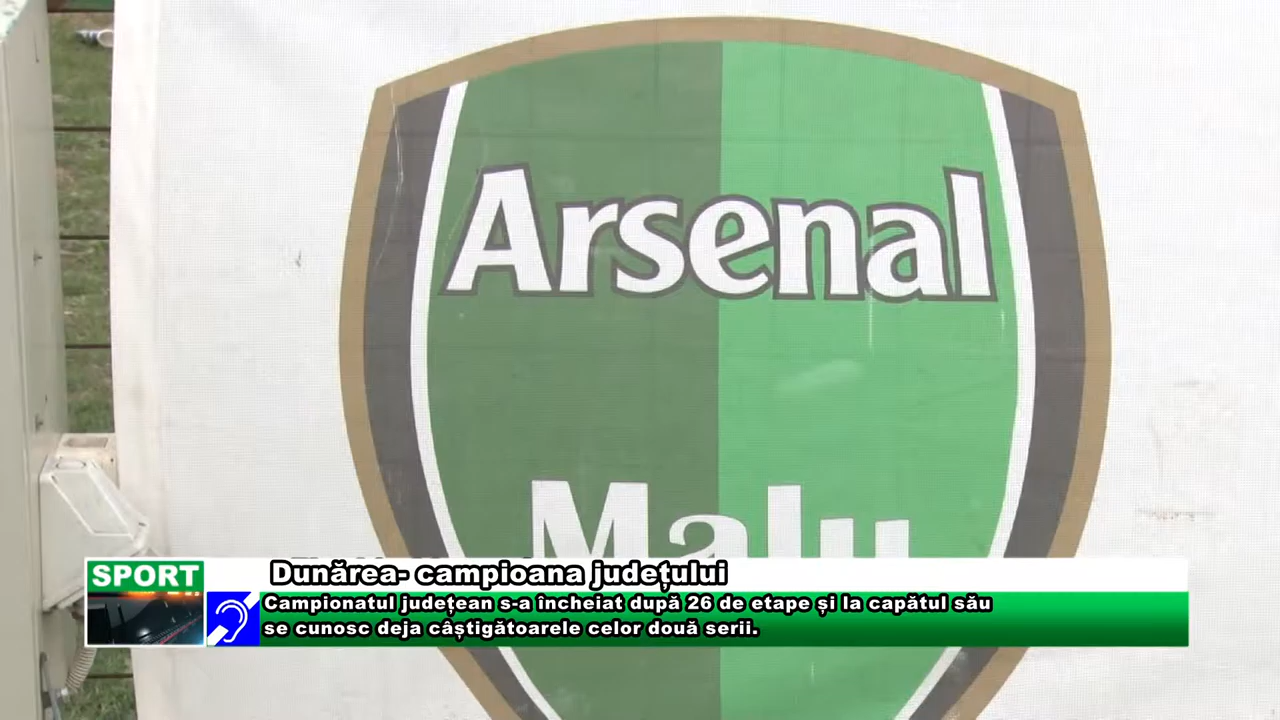 Arsenal
Malu
SPORT
Dunărea- campioana județului
Campionatul județean s-a încheiat după 26 de etape și la capătul său
se cunosc deja câștigătoarele celor două serii.